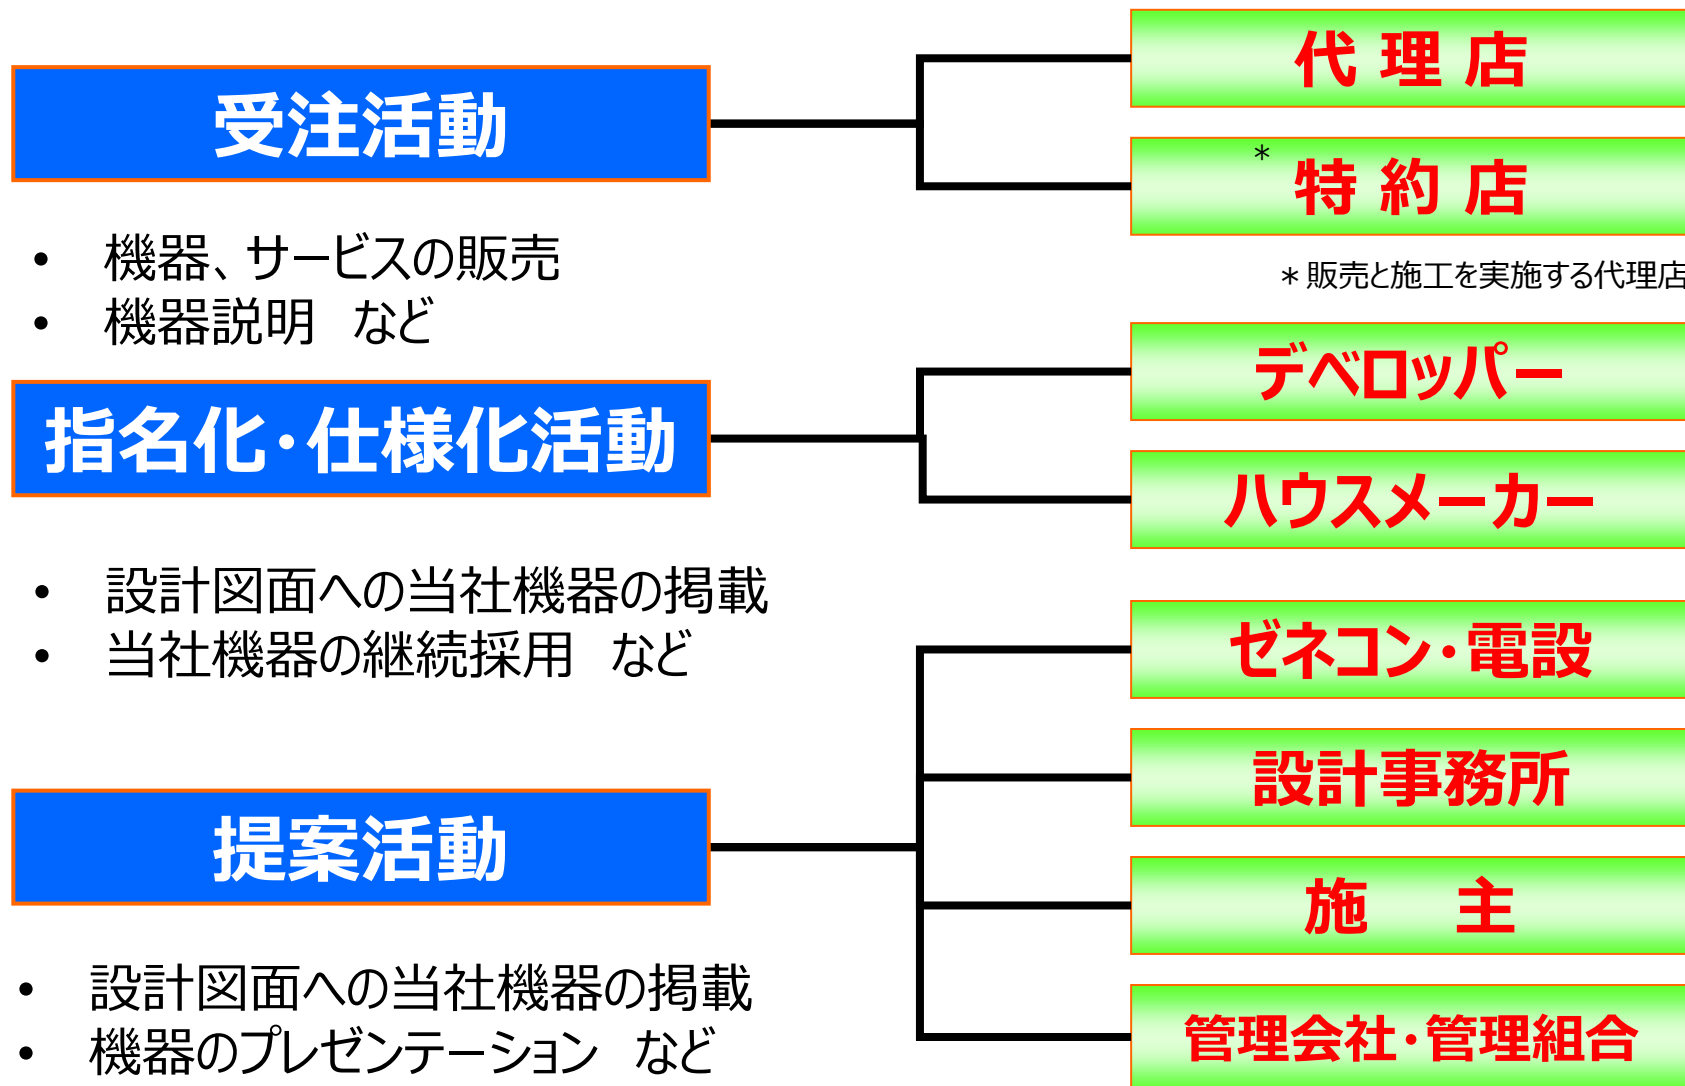 受注活動
• 機器、サービスの販売
• 機器説明 など
代 理 店
* 特 約 店
* 販売と施工を実施する代理店
指名化・仕様化活動
• 設計図面への当社機器の掲載
• 当社機器の継続採用 など
デベロッパー
ハウスメーカー
提案活動
• 設計図面への当社機器の掲載
• 機器のプレゼンテーション など
ゼネコン・電設
設計事務所
施 主
管理会社・管理組合